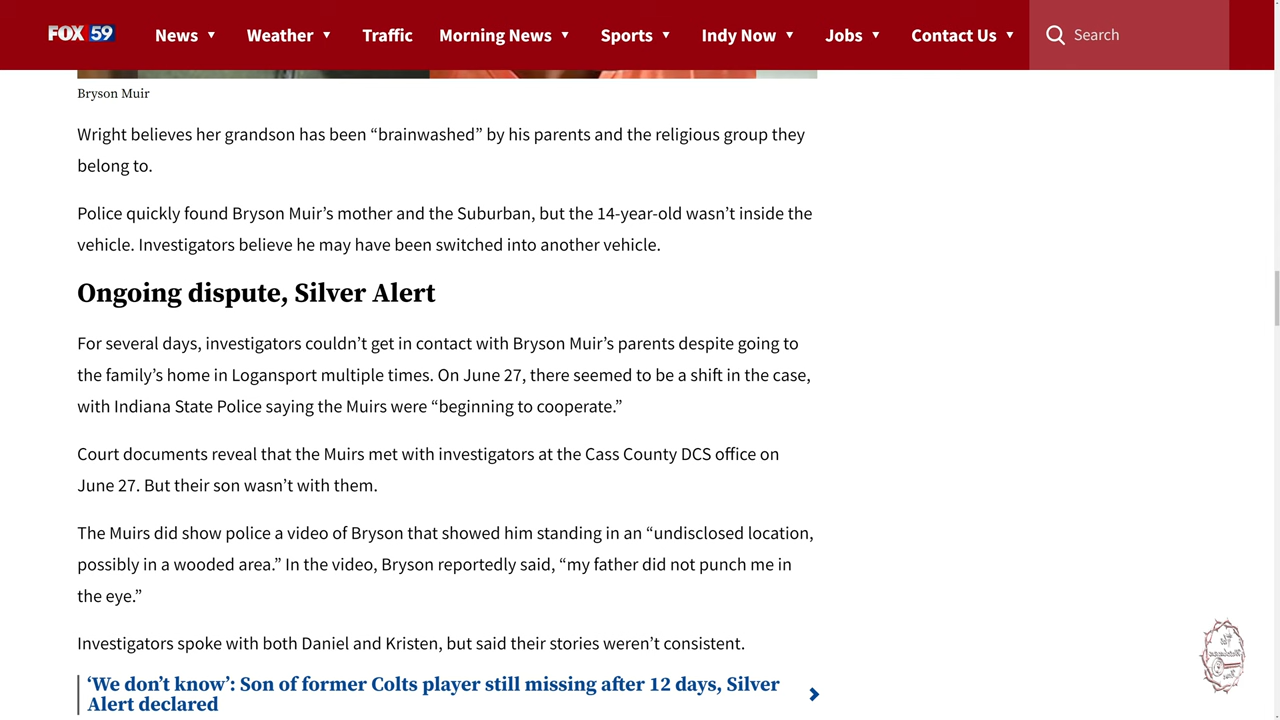 FOX 59 News ▼ Weather ▼ Traffic Morning News ▼ Sports ▼ Indy Now ▼ Jobs ▼ Contact Us ▼ Search
Bryson Muir
Wright believes her grandson has been “brainwashed” by his parents and the religious group they
belong to.
Police quickly found Bryson Muir’s mother and the Suburban, but the 14-year-old wasn’t inside the
vehicle. Investigators believe he may have been switched into another vehicle.
Ongoing dispute, Silver Alert
For several days, investigators couldn’t get in contact with Bryson Muir’s parents despite going to
the family’s home in Logansport multiple times. On June 27, there seemed to be a shift in the case,
with Indiana State Police saying the Muirs were “beginning to cooperate.”
Court documents reveal that the Muirs met with investigators at the Cass County DCS office on
June 27. But their son wasn’t with them.
The Muirs did show police a video of Bryson that showed him standing in an “undisclosed location,
possibly in a wooded area.” In the video, Bryson reportedly said, “my father did not punch me in
the eye.”
Investigators spoke with both Daniel and Kristen, but said their stories weren’t consistent.
‘We don’t know’: Son of former Colts player still missing after 12 days, Silver
Alert declared